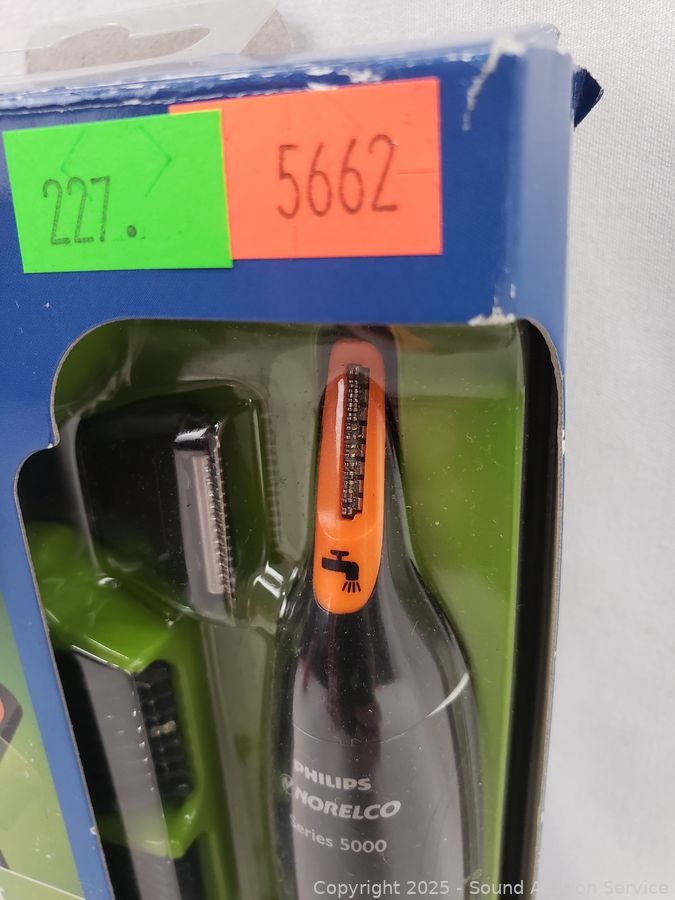 227.
5662
PHILIPS
NORELCO
Series 5000
Copyright 2025 - Sound Auction Service